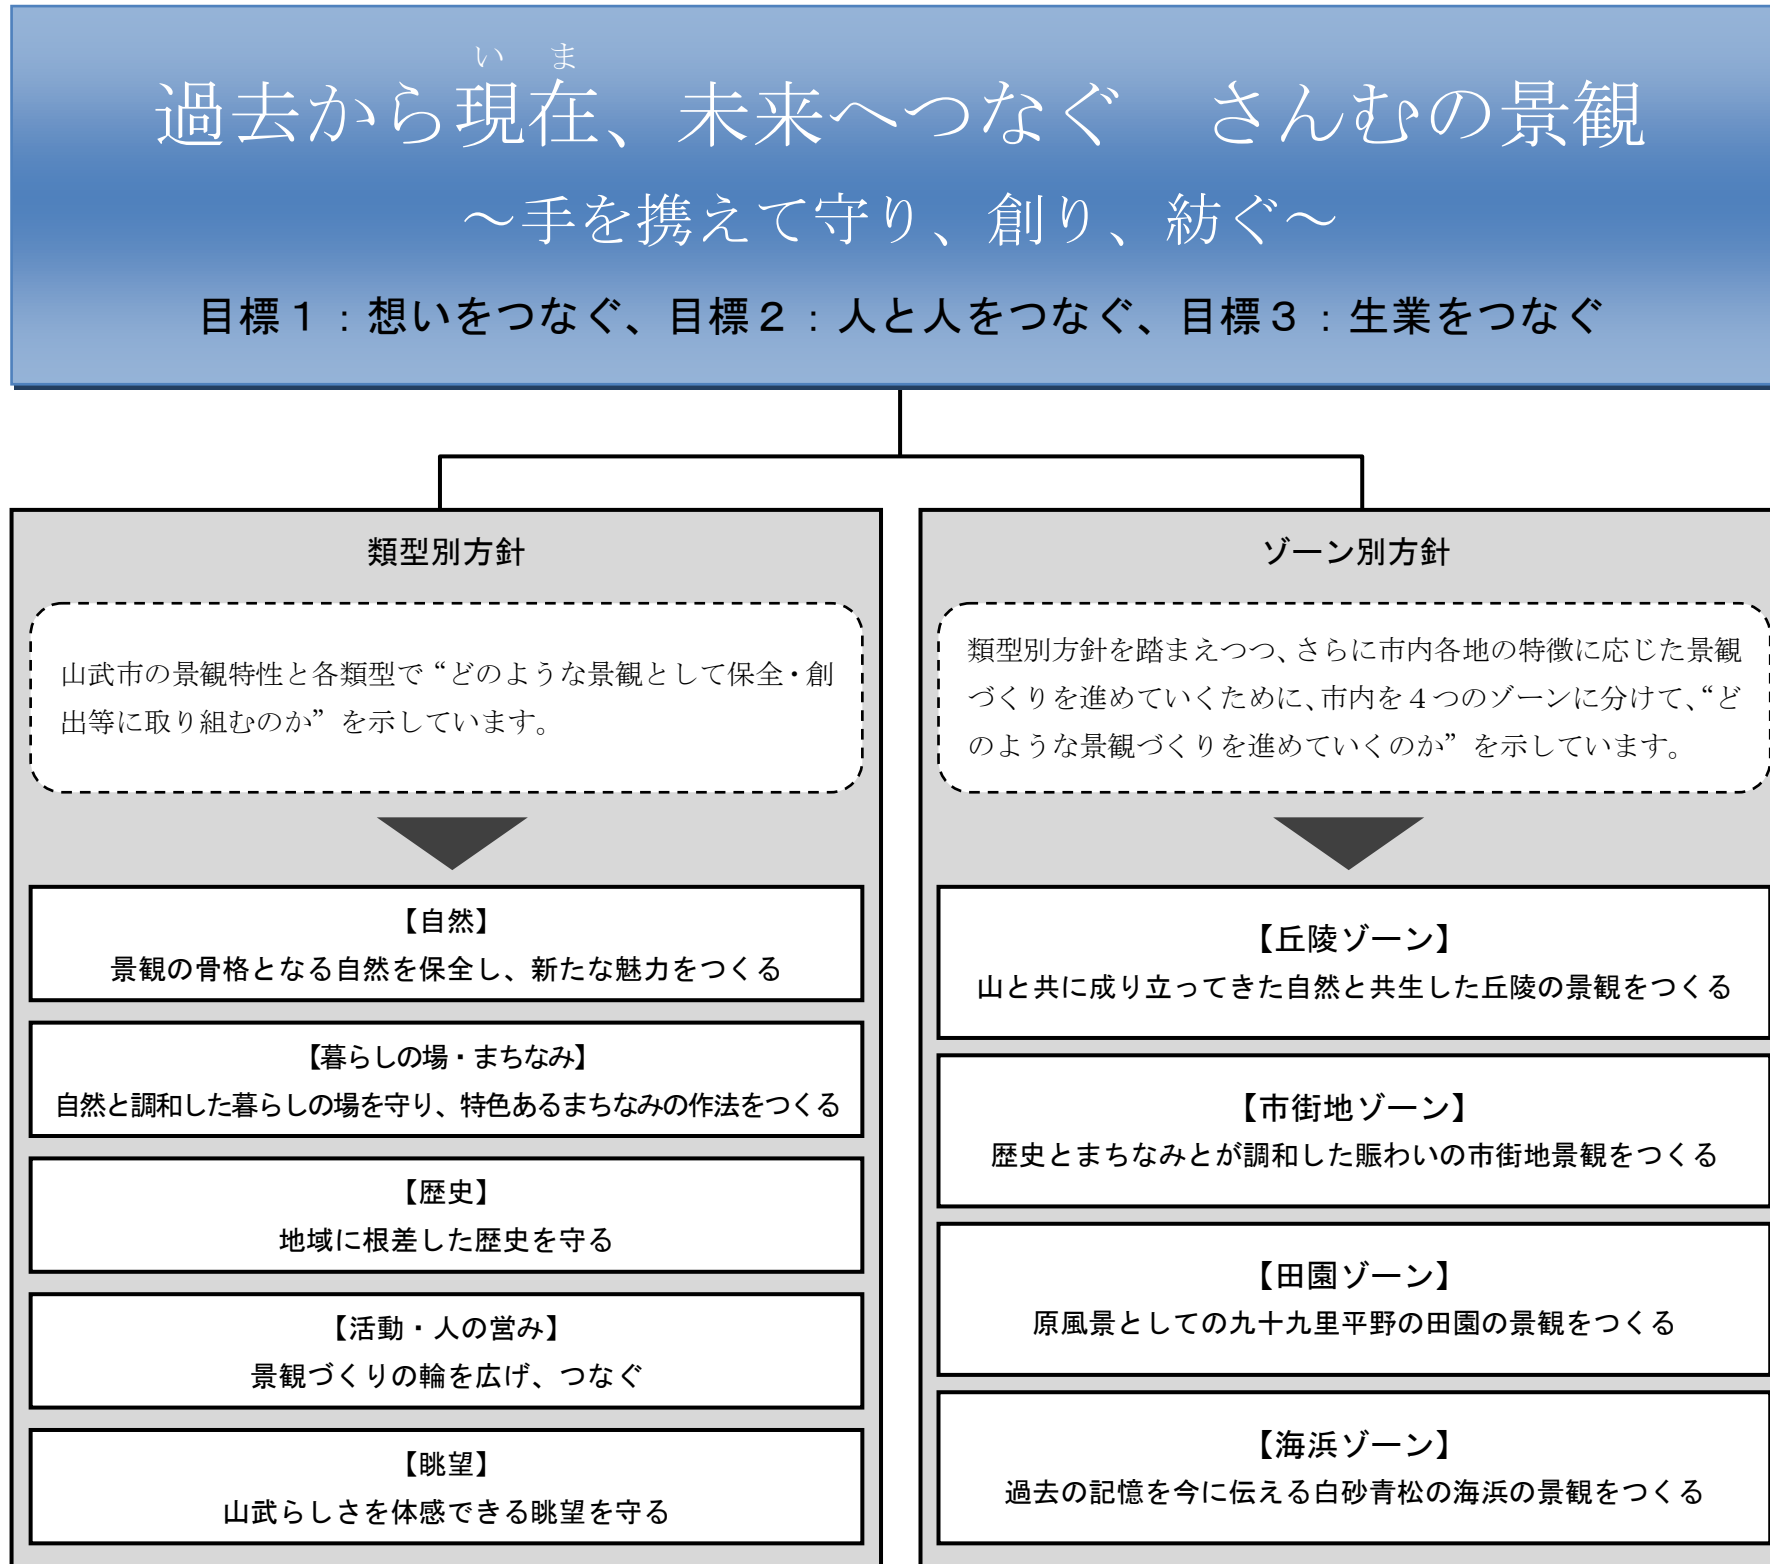 いま
過去から現在、未来へつなぐ　さんむの景観
～手を携えて守り、創り、紡ぐ～
目標１：想いをつなぐ、目標２：人と人をつなぐ、目標３：生業をつなぐ
類型別方針
山武市の景観特性と各類型で“どのような景観として保全・創
出等に取り組むのか”を示しています。
【自然】
景観の骨格となる自然を保全し、新たな魅力をつくる
【暮らしの場・まちなみ】
自然と調和した暮らしの場を守り、特色あるまちなみの作法をつくる
【歴史】
地域に根差した歴史を守る
【活動・人の営み】
景観づくりの輪を広げ、つなぐ
【眺望】
山武らしさを体感できる眺望を守る
ゾーン別方針
類型別方針を踏まえつつ、さらに市内各地の特徴に応じた景観
づくりを進めていくために、市内を４つのゾーンに分けて、“ど
のような景観づくりを進めていくのか”を示しています。
【丘陵ゾーン】
山と共に成り立ってきた自然と共生した丘陵の景観をつくる
【市街地ゾーン】
歴史とまちなみとが調和した賑わいの市街地景観をつくる
【田園ゾーン】
原風景としての九十九里平野の田園の景観をつくる
【海浜ゾーン】
過去の記憶を今に伝える白砂青松の海浜の景観をつくる